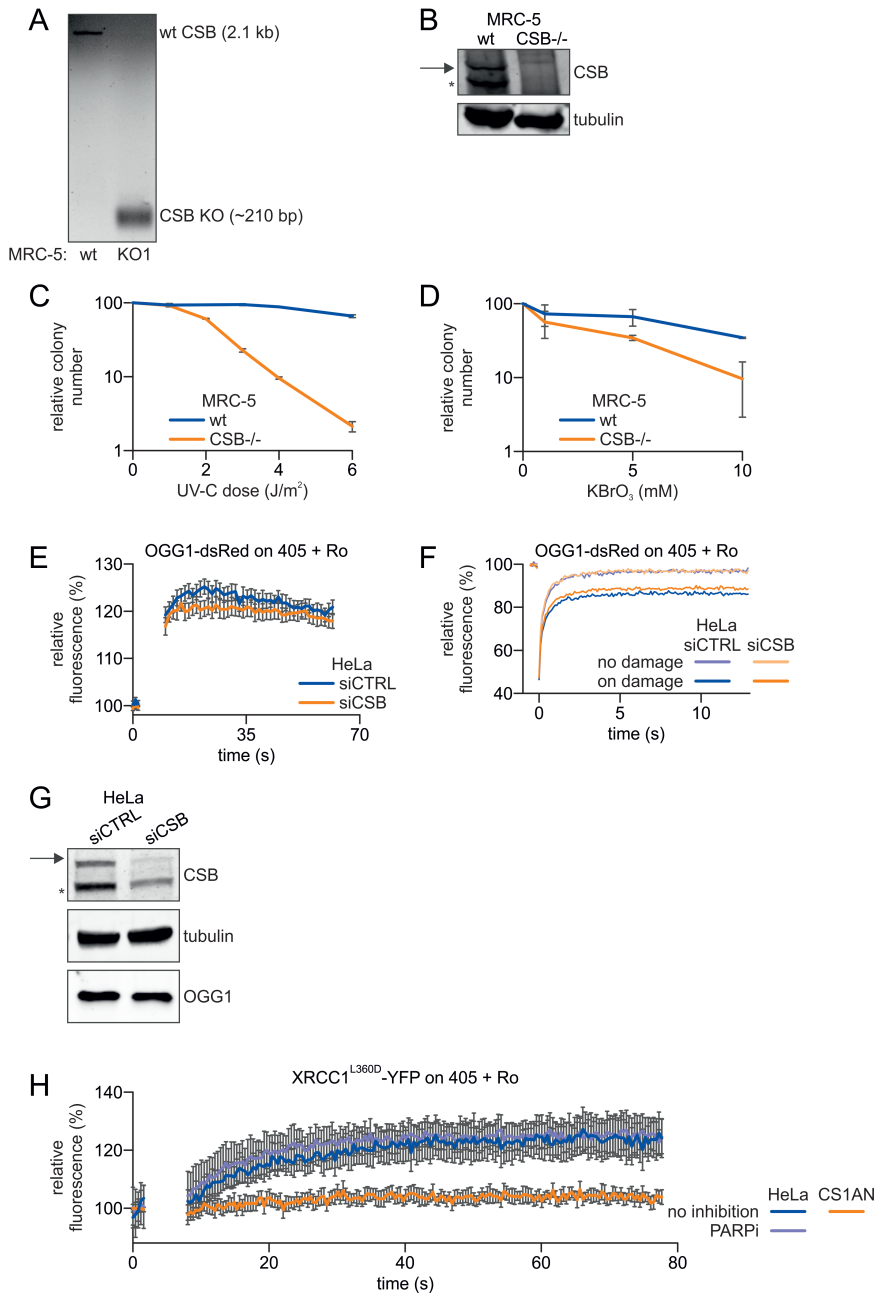 A
wt CSB (2.1 kb)
CSB KO (~210 bp)
MRC-5: wt KO1
B
MRC-5
wt CSB-/-
CSB
*
tubulin
C
relative colony
number
100
10
1
MRC-5
wt
CSB-/-
0 2 4 6
UV-C dose (J/m²)
D
relative colony
number
100
10
1
MRC-5
wt
CSB-/-
0 5 10
KBrO₃ (mM)
E
OGG1-dsRed on 405 + Ro
relative
fluorescence (%)
130
120
110
100
HeLa
siCTRL
siCSB
0 35 70
time (s)
F
OGG1-dsRed on 405 + Ro
relative
fluorescence (%)
100
80
60
40
HeLa
siCTRL siCSB
no damage
on damage
0 5 10
time (s)
G
HeLa
siCTRL siCSB
CSB
*
tubulin
OGG1
H
XRCC1ᴸ³⁶⁰ᴰ-YFP on 405 + Ro
relative
fluorescence (%)
140
120
100
HeLa CS1AN
no inhibition
PARPi
0 20 40 60 80
time (s)